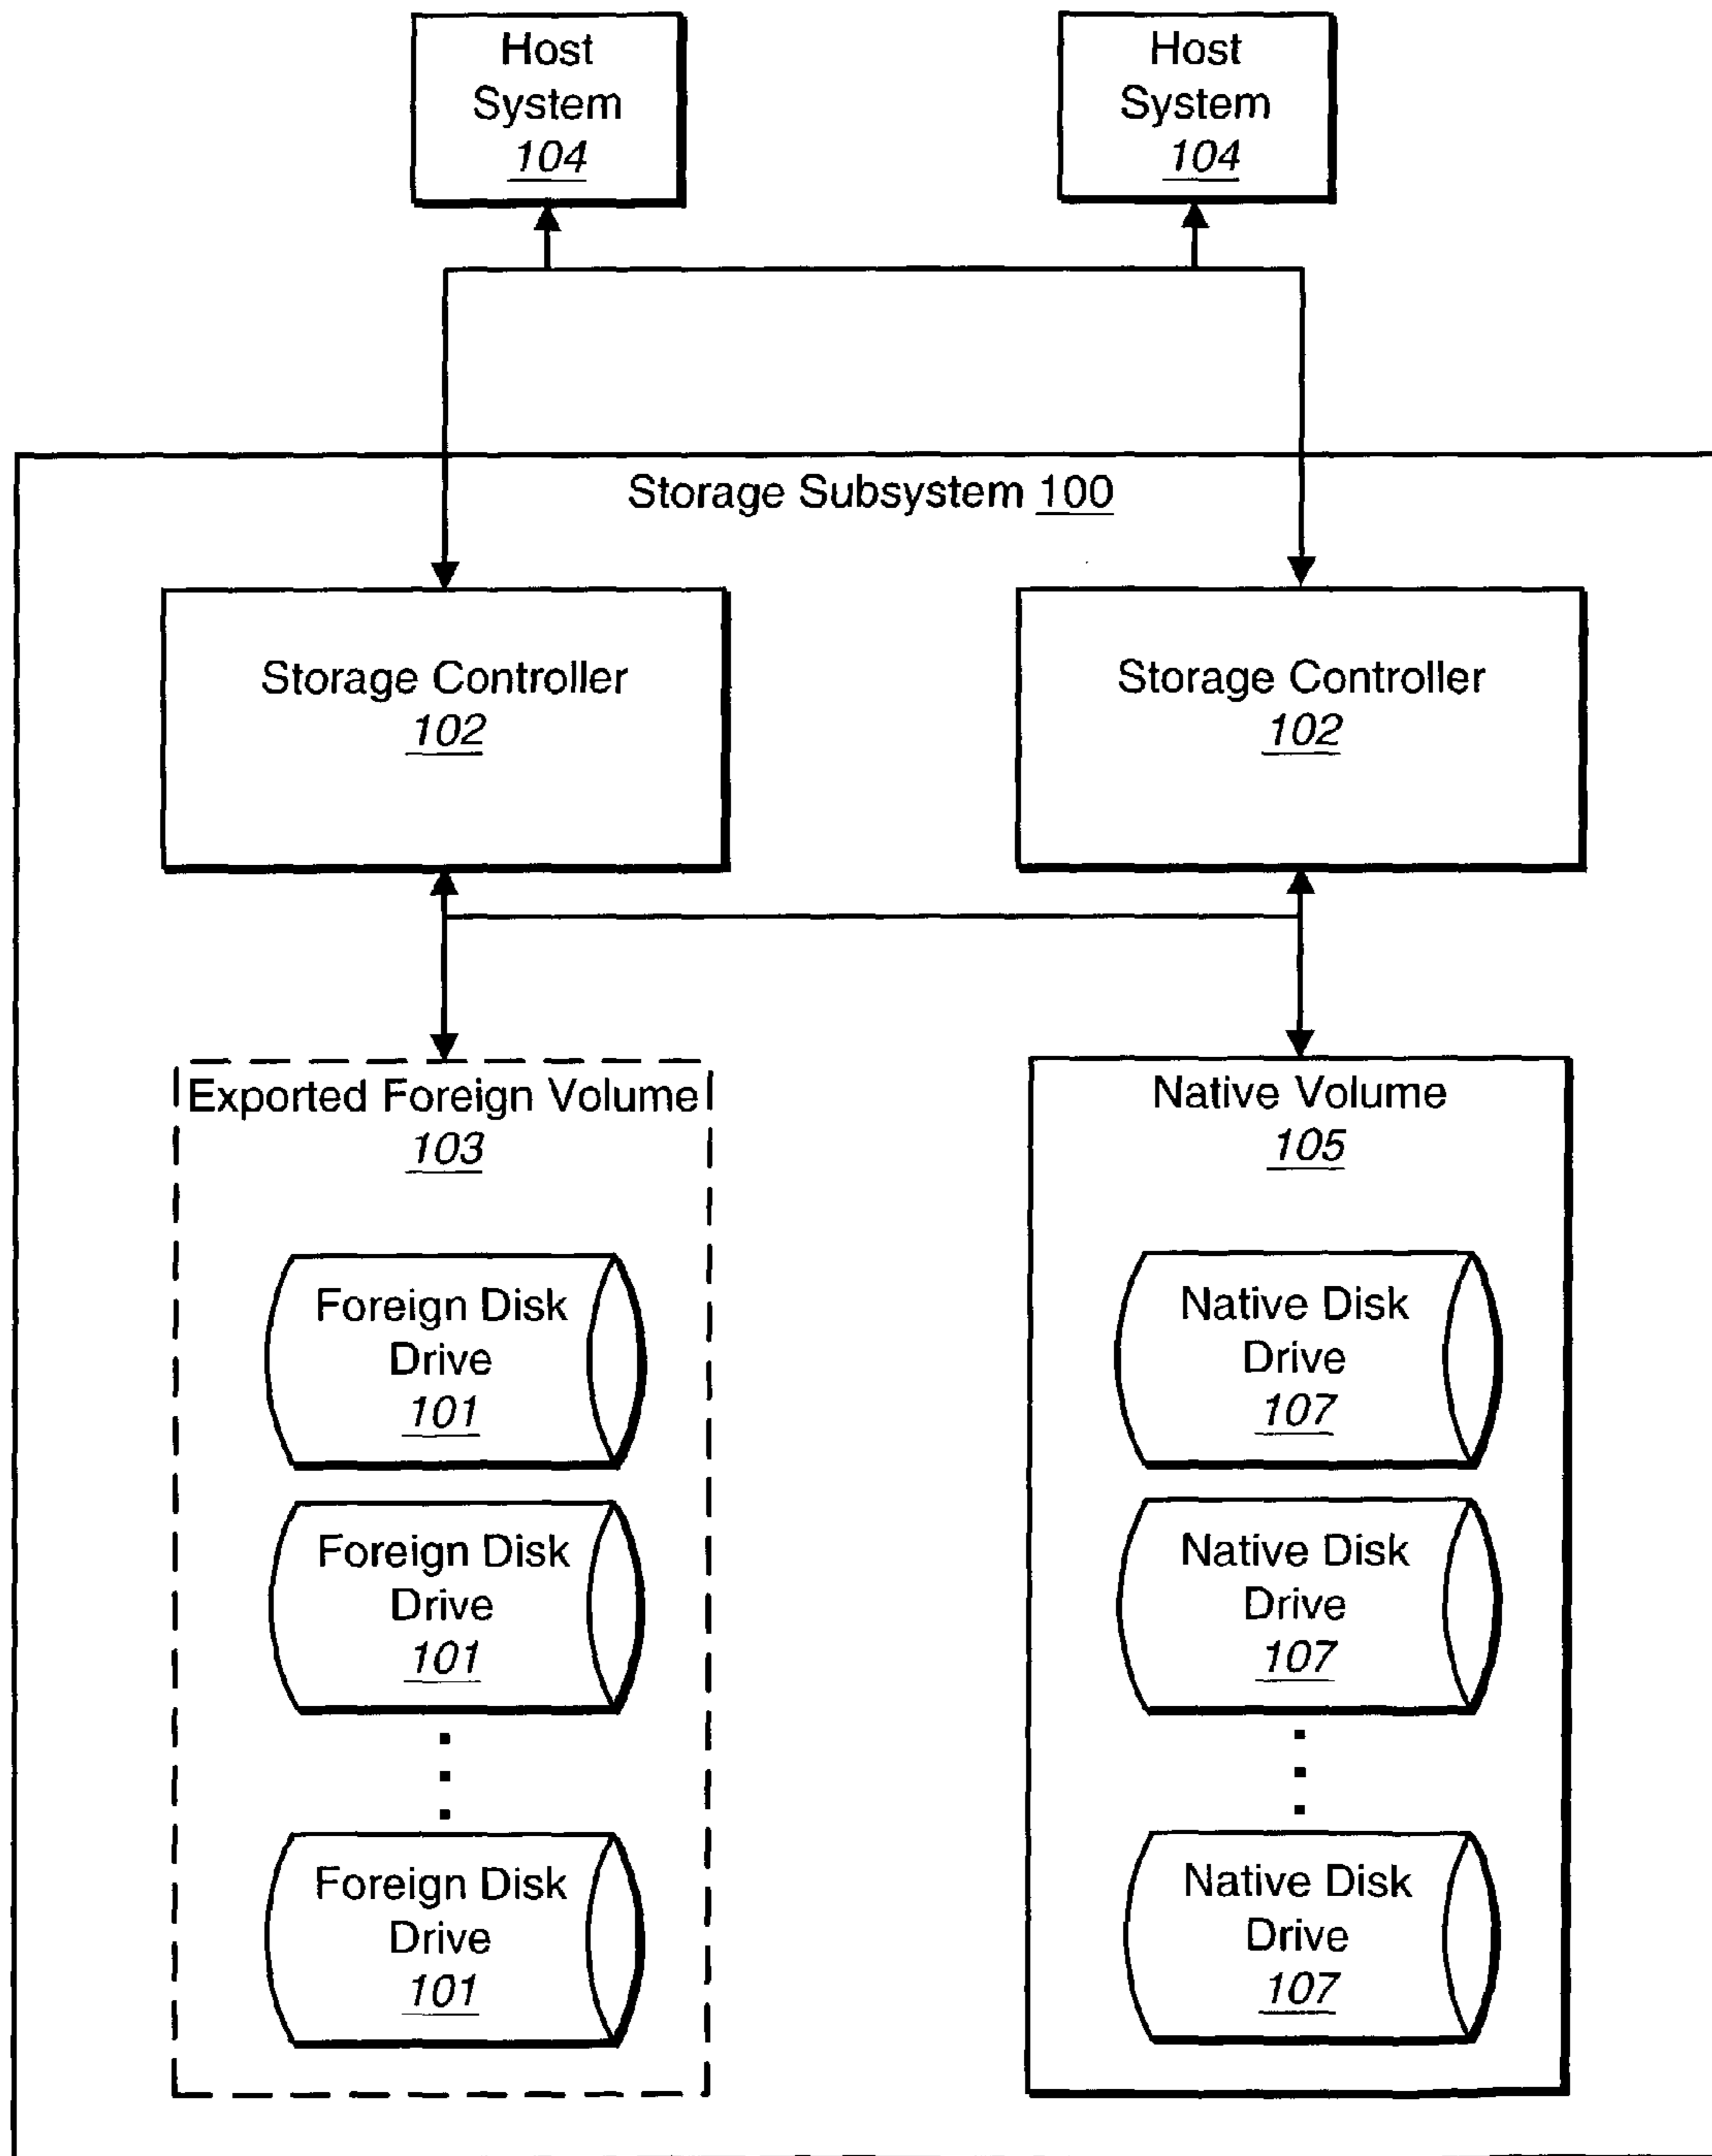 Host
System
104
Host
System
104
Storage Subsystem 100
Storage Controller
102
Storage Controller
102
Exported Foreign Volume
103
Foreign Disk
Drive
101
Foreign Disk
Drive
101
Foreign Disk
Drive
101
Native Volume
105
Native Disk
Drive
107
Native Disk
Drive
107
Native Disk
Drive
107